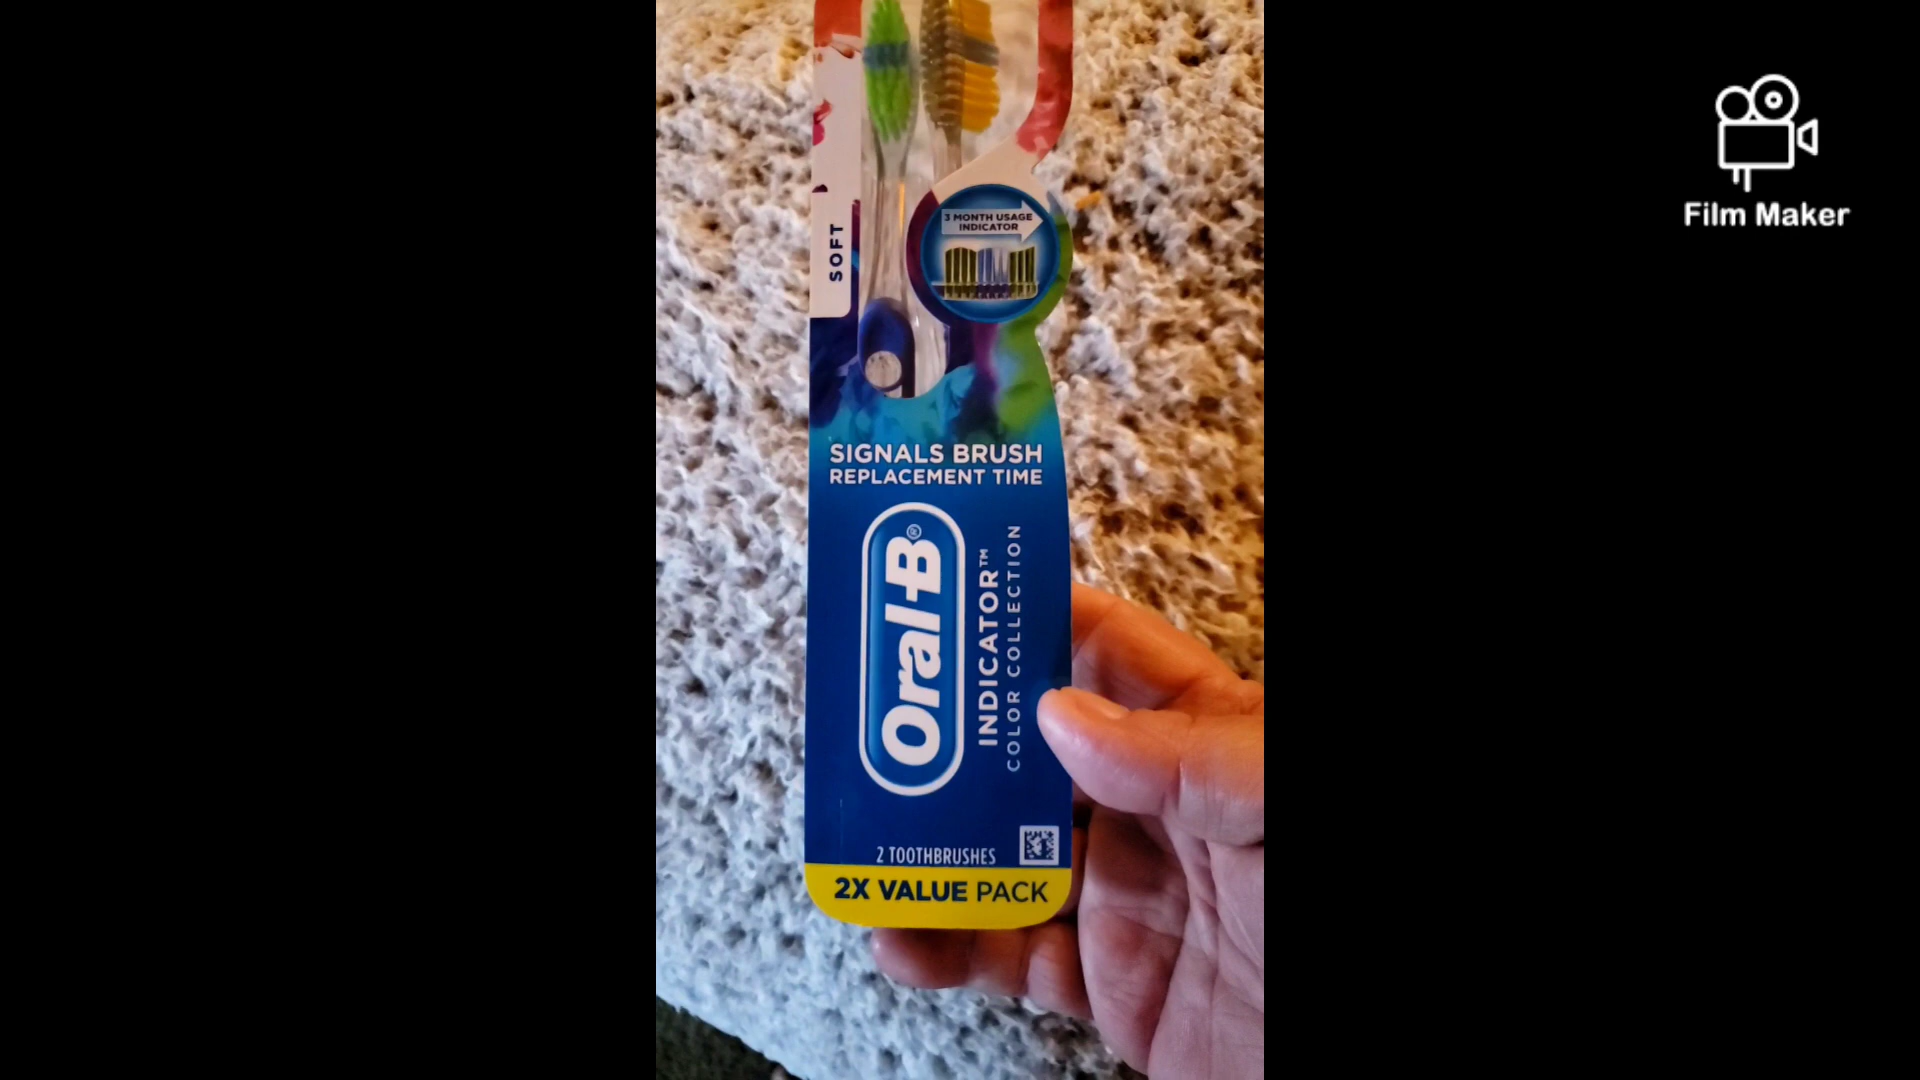 3 MONTH USAGE
INDICATOR
SOFT
SIGNALS BRUSH
REPLACEMENT TIME
Oral-B®
INDICATOR™
COLOR COLLECTION
2 TOOTHBRUSHES
2X VALUE PACK
Film Maker